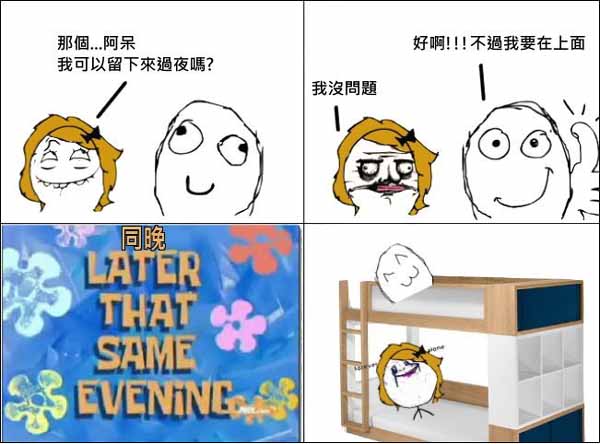 那個...阿呆
我可以留下來過夜嗎?
好啊!!!不過我要在上面
我沒問題
同晚
LATER
THAT
SAME
EVENING...